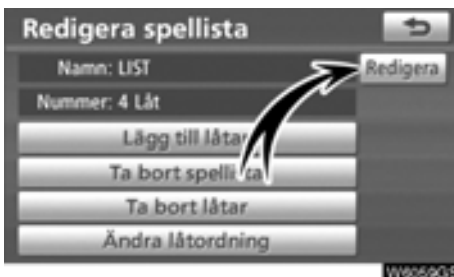 Redigera spellista
Namn: LIST
Redigera
Nummer: 4 Låt
Lägg till låtar
Ta bort spellista
Ta bort låtar
Ändra låtordning